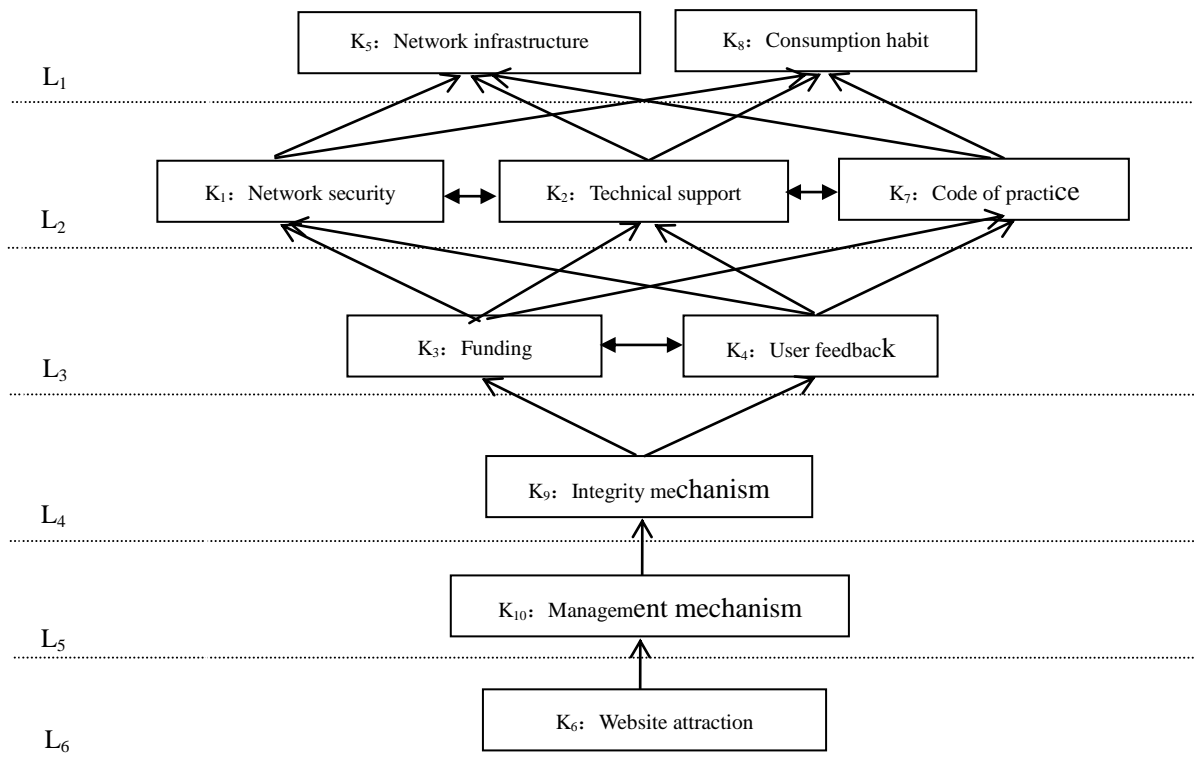 K₅：Network infrastructure
K₈：Consumption habit
L₁
K₁：Network security
K₂：Technical support
K₇：Code of practice
L₂
K₃：Funding
K₄：User feedback
L₃
K₉：Integrity mechanism
L₄
K₁₀：Management mechanism
L₅
K₆：Website attraction
L₆